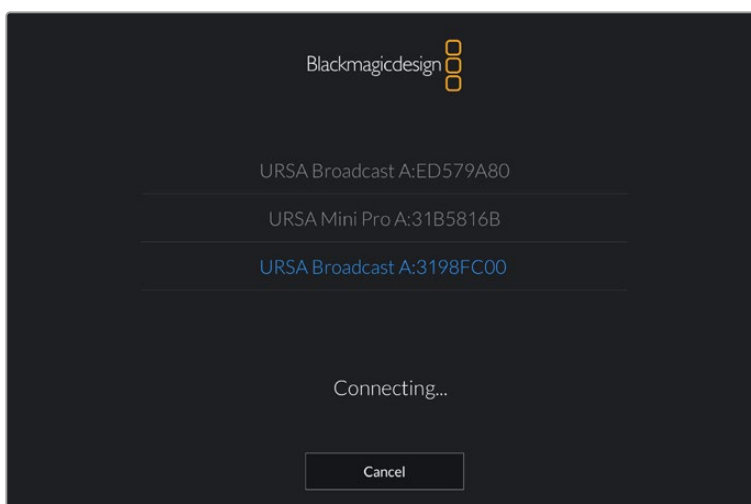 Blackmagicdesign
URSA Broadcast A:ED579A80
URSA Mini Pro A:31B5816B
URSA Broadcast A:3198FC00
Connecting...
Cancel